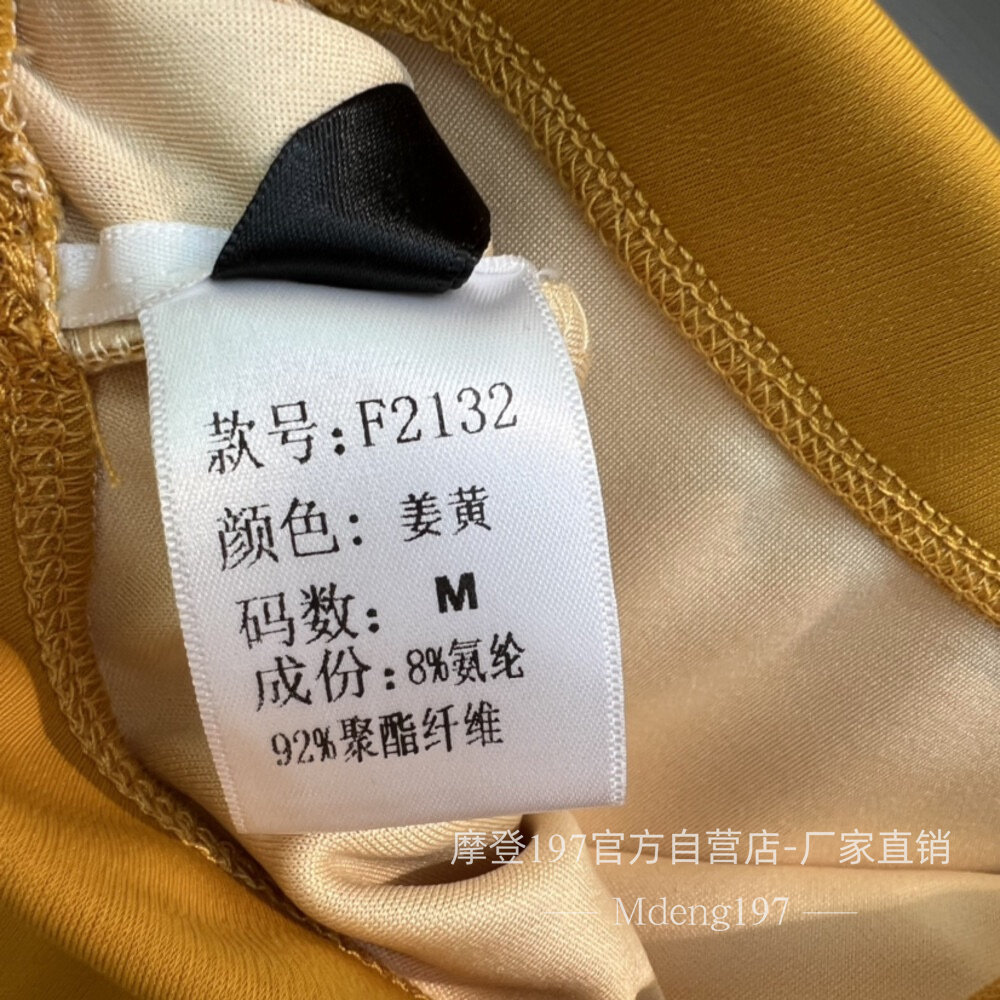 款号:F2132
颜色: 姜黄
码数: M
成份:8%氨纶
92%聚酯纤维
摩登197官方自营店-厂家直销
Mdeng197